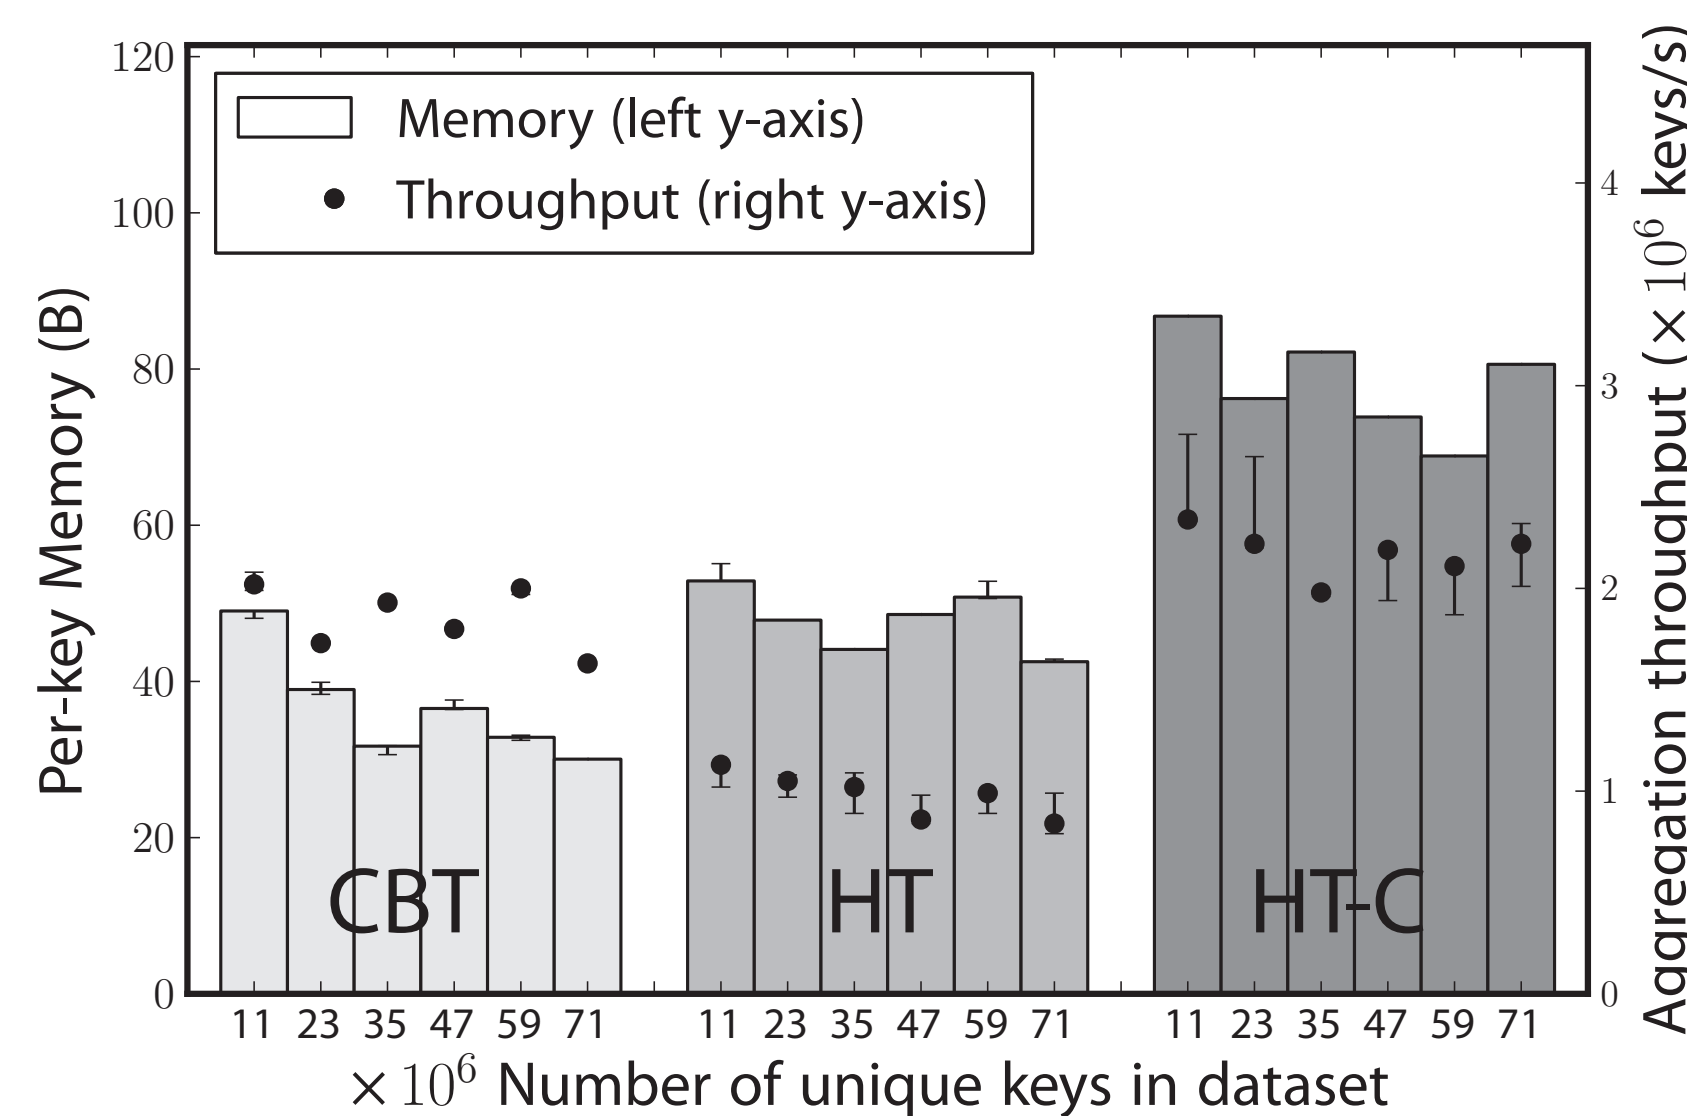 120
100
80
60
40
20
0
Per-key Memory (B)
Memory (left y-axis)
Throughput (right y-axis)
CBT
HT
HT-C
4
3
2
1
0
Aggregation throughput (× 10⁶ keys/s)
11 23 35 47 59 71 11 23 35 47 59 71 11 23 35 47 59 71
×10⁶ Number of unique keys in dataset